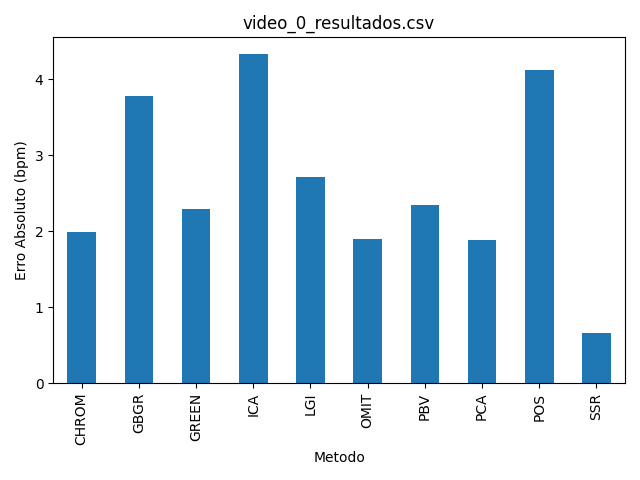 video_0_resultados.csv
Erro Absoluto (bpm)
4
3
2
1
0
CHROM
GBGR
GREEN
ICA
LGI
OMIT
PBV
PCA
POS
SSR
Metodo